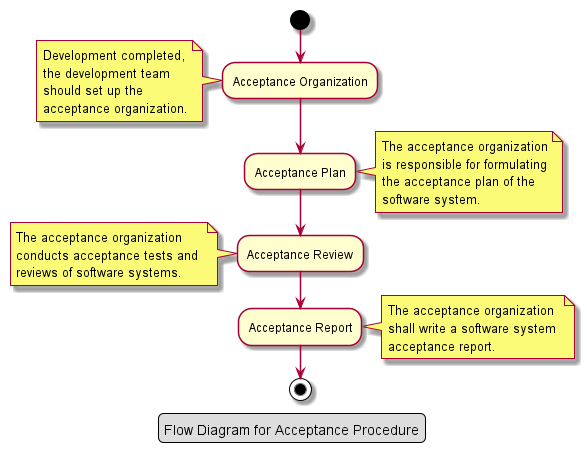 Development completed,
the development team
should set up the
acceptance organization.
Acceptance Organization
The acceptance organization
is responsible for formulating
the acceptance plan of the
software system.
Acceptance Plan
The acceptance organization
conducts acceptance tests and
reviews of software systems.
Acceptance Review
The acceptance organization
shall write a software system
acceptance report.
Acceptance Report
Flow Diagram for Acceptance Procedure